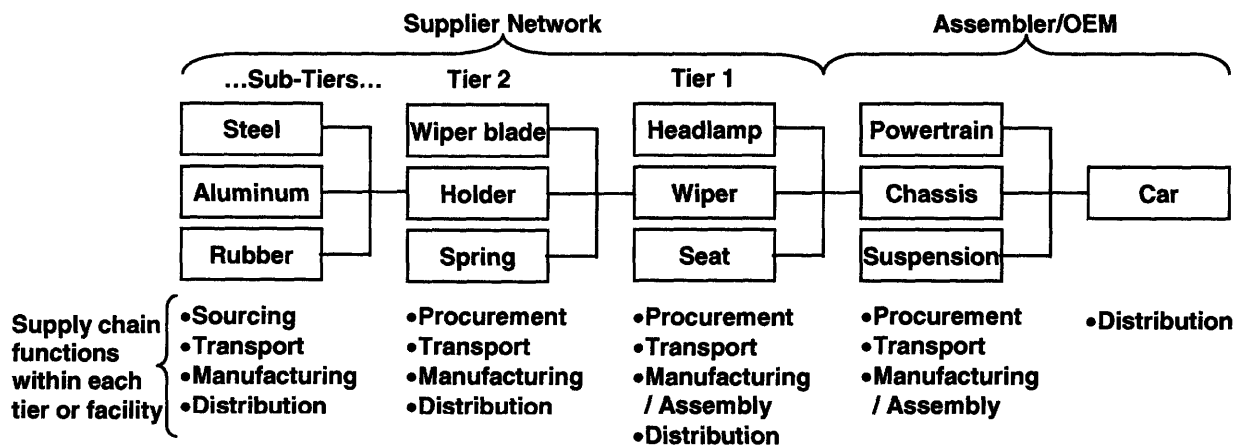 Supplier Network
Assembler/OEM
...Sub-Tiers...
Tier 2
Tier 1
Steel
Wiper blade
Headlamp
Powertrain
Aluminum
Holder
Wiper
Chassis
Car
Rubber
Spring
Seat
Suspension
Supply chain
functions
within each
tier or facility
•Sourcing
•Transport
•Manufacturing
•Distribution
•Procurement
•Transport
•Manufacturing
•Distribution
•Procurement
•Transport
•Manufacturing
/ Assembly
•Distribution
•Procurement
•Transport
•Manufacturing
/ Assembly
•Distribution